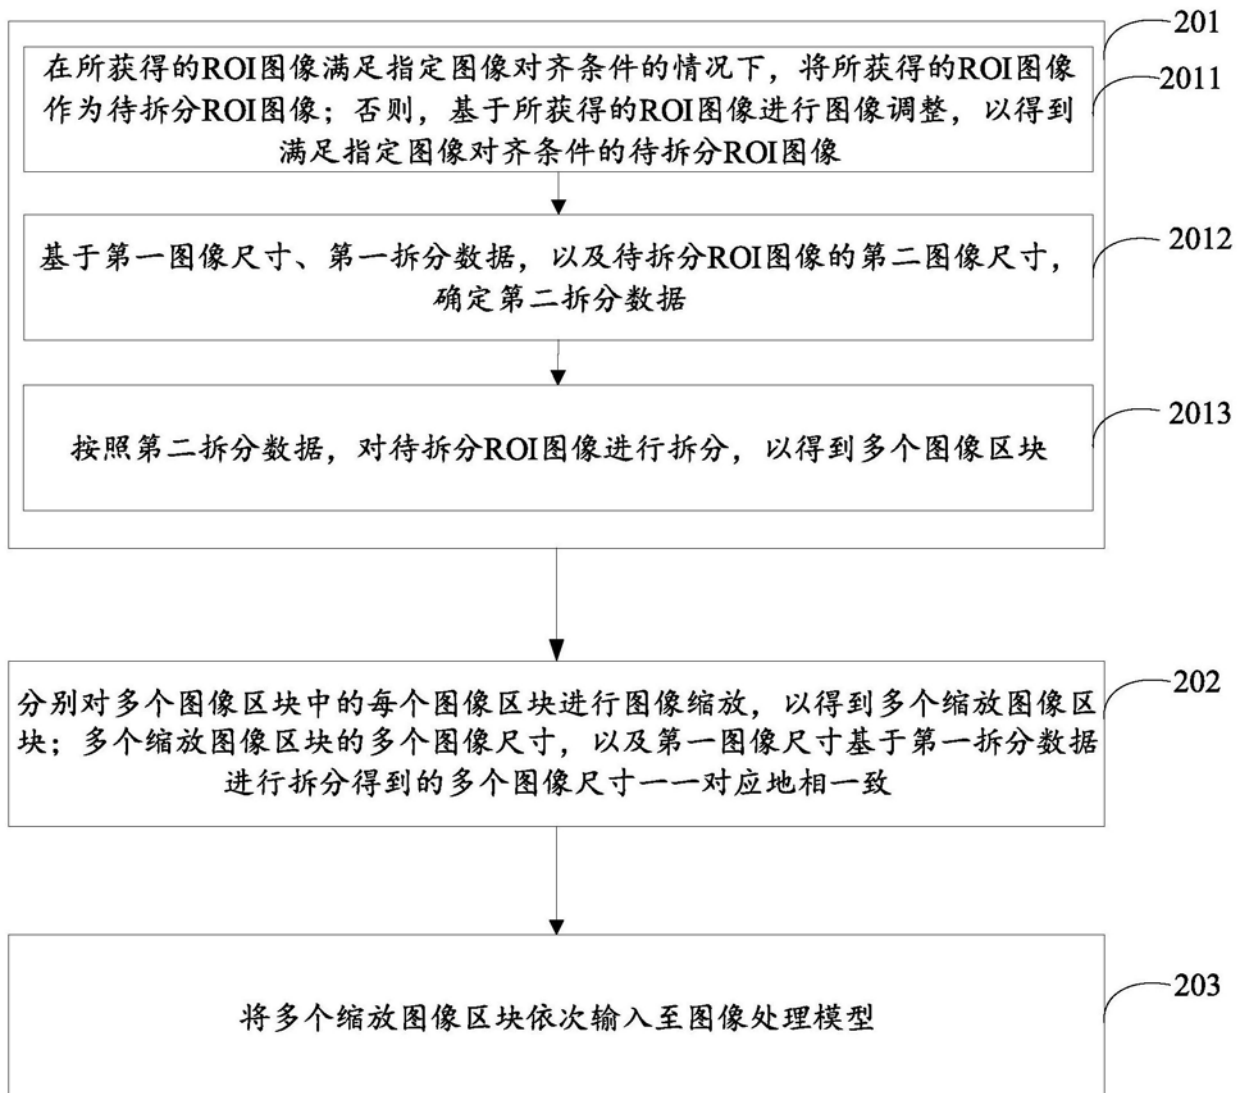 201
在所获得的ROI图像满足指定图像对齐条件的情况下，将所获得的ROI图像
作为待拆分ROI图像；否则，基于所获得的ROI图像进行图像调整，以得到
满足指定图像对齐条件的待拆分ROI图像
2011
基于第一图像尺寸、第一拆分数据，以及待拆分ROI图像的第二图像尺寸，
确定第二拆分数据
2012
按照第二拆分数据，对待拆分ROI图像进行拆分，以得到多个图像区块
2013
分别对多个图像区块中的每个图像区块进行图像缩放，以得到多个缩放图像区
块；多个缩放图像区块的多个图像尺寸，以及第一图像尺寸基于第一拆分数据
进行拆分得到的多个图像尺寸一一对应地相一致
202
将多个缩放图像区块依次输入至图像处理模型
203